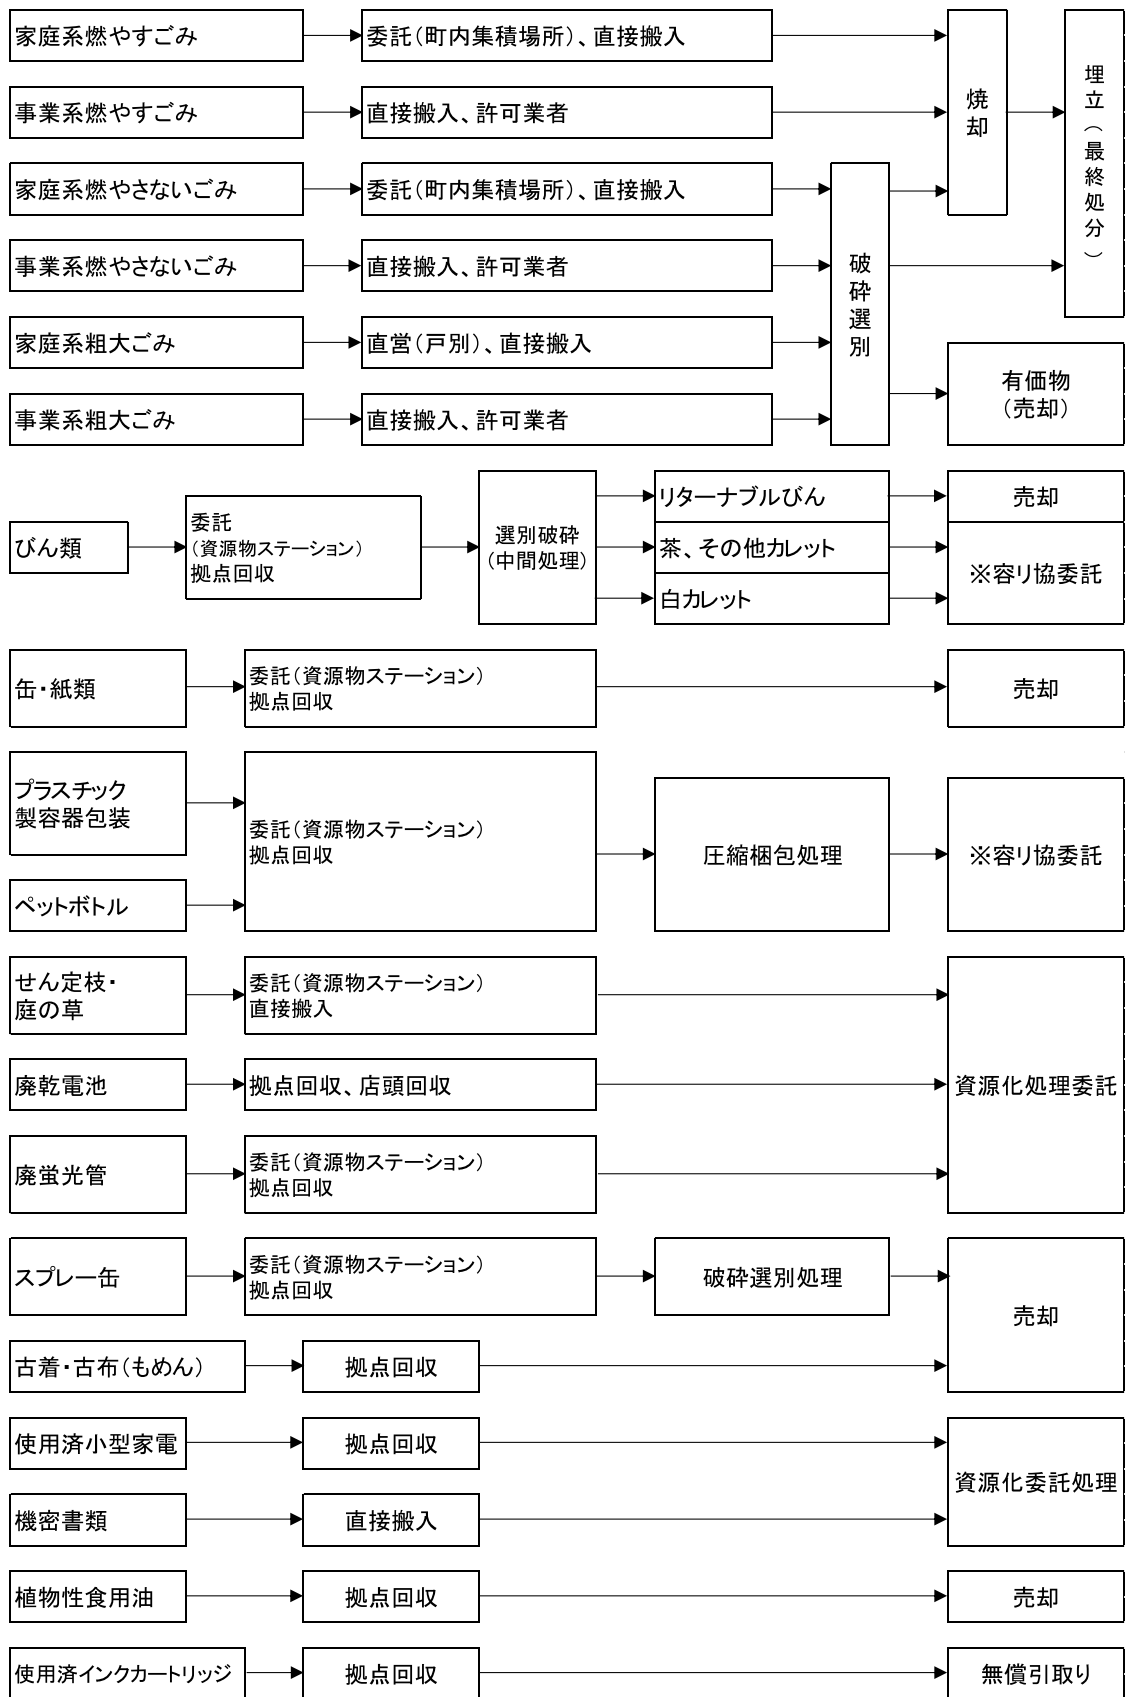 家庭系燃やすごみ
委託（町内集積場所）、直接搬入
焼却
埋立（最終処分）
事業系燃やすごみ
直接搬入、許可業者
家庭系燃やさないごみ
委託（町内集積場所）、直接搬入
破砕選別
事業系燃やさないごみ
直接搬入、許可業者
家庭系粗大ごみ
直営（戸別）、直接搬入
有価物
（売却）
事業系粗大ごみ
直接搬入、許可業者
びん類
委託
（資源物ステーション）
拠点回収
選別破砕
（中間処理）
リターナブルびん
売却
茶、その他カレット
※容リ協委託
白カレット
缶・紙類
委託（資源物ステーション）
拠点回収
売却
プラスチック
製容器包装
委託（資源物ステーション）
拠点回収
圧縮梱包処理
※容リ協委託
ペットボトル
せん定枝・
庭の草
委託（資源物ステーション）
直接搬入
資源化処理委託
廃乾電池
拠点回収、店頭回収
廃蛍光管
委託（資源物ステーション）
拠点回収
スプレー缶
委託（資源物ステーション）
拠点回収
破砕選別処理
売却
古着・古布（もめん）
拠点回収
使用済小型家電
拠点回収
資源化委託処理
機密書類
直接搬入
植物性食用油
拠点回収
売却
使用済インクカートリッジ
拠点回収
無償引取り